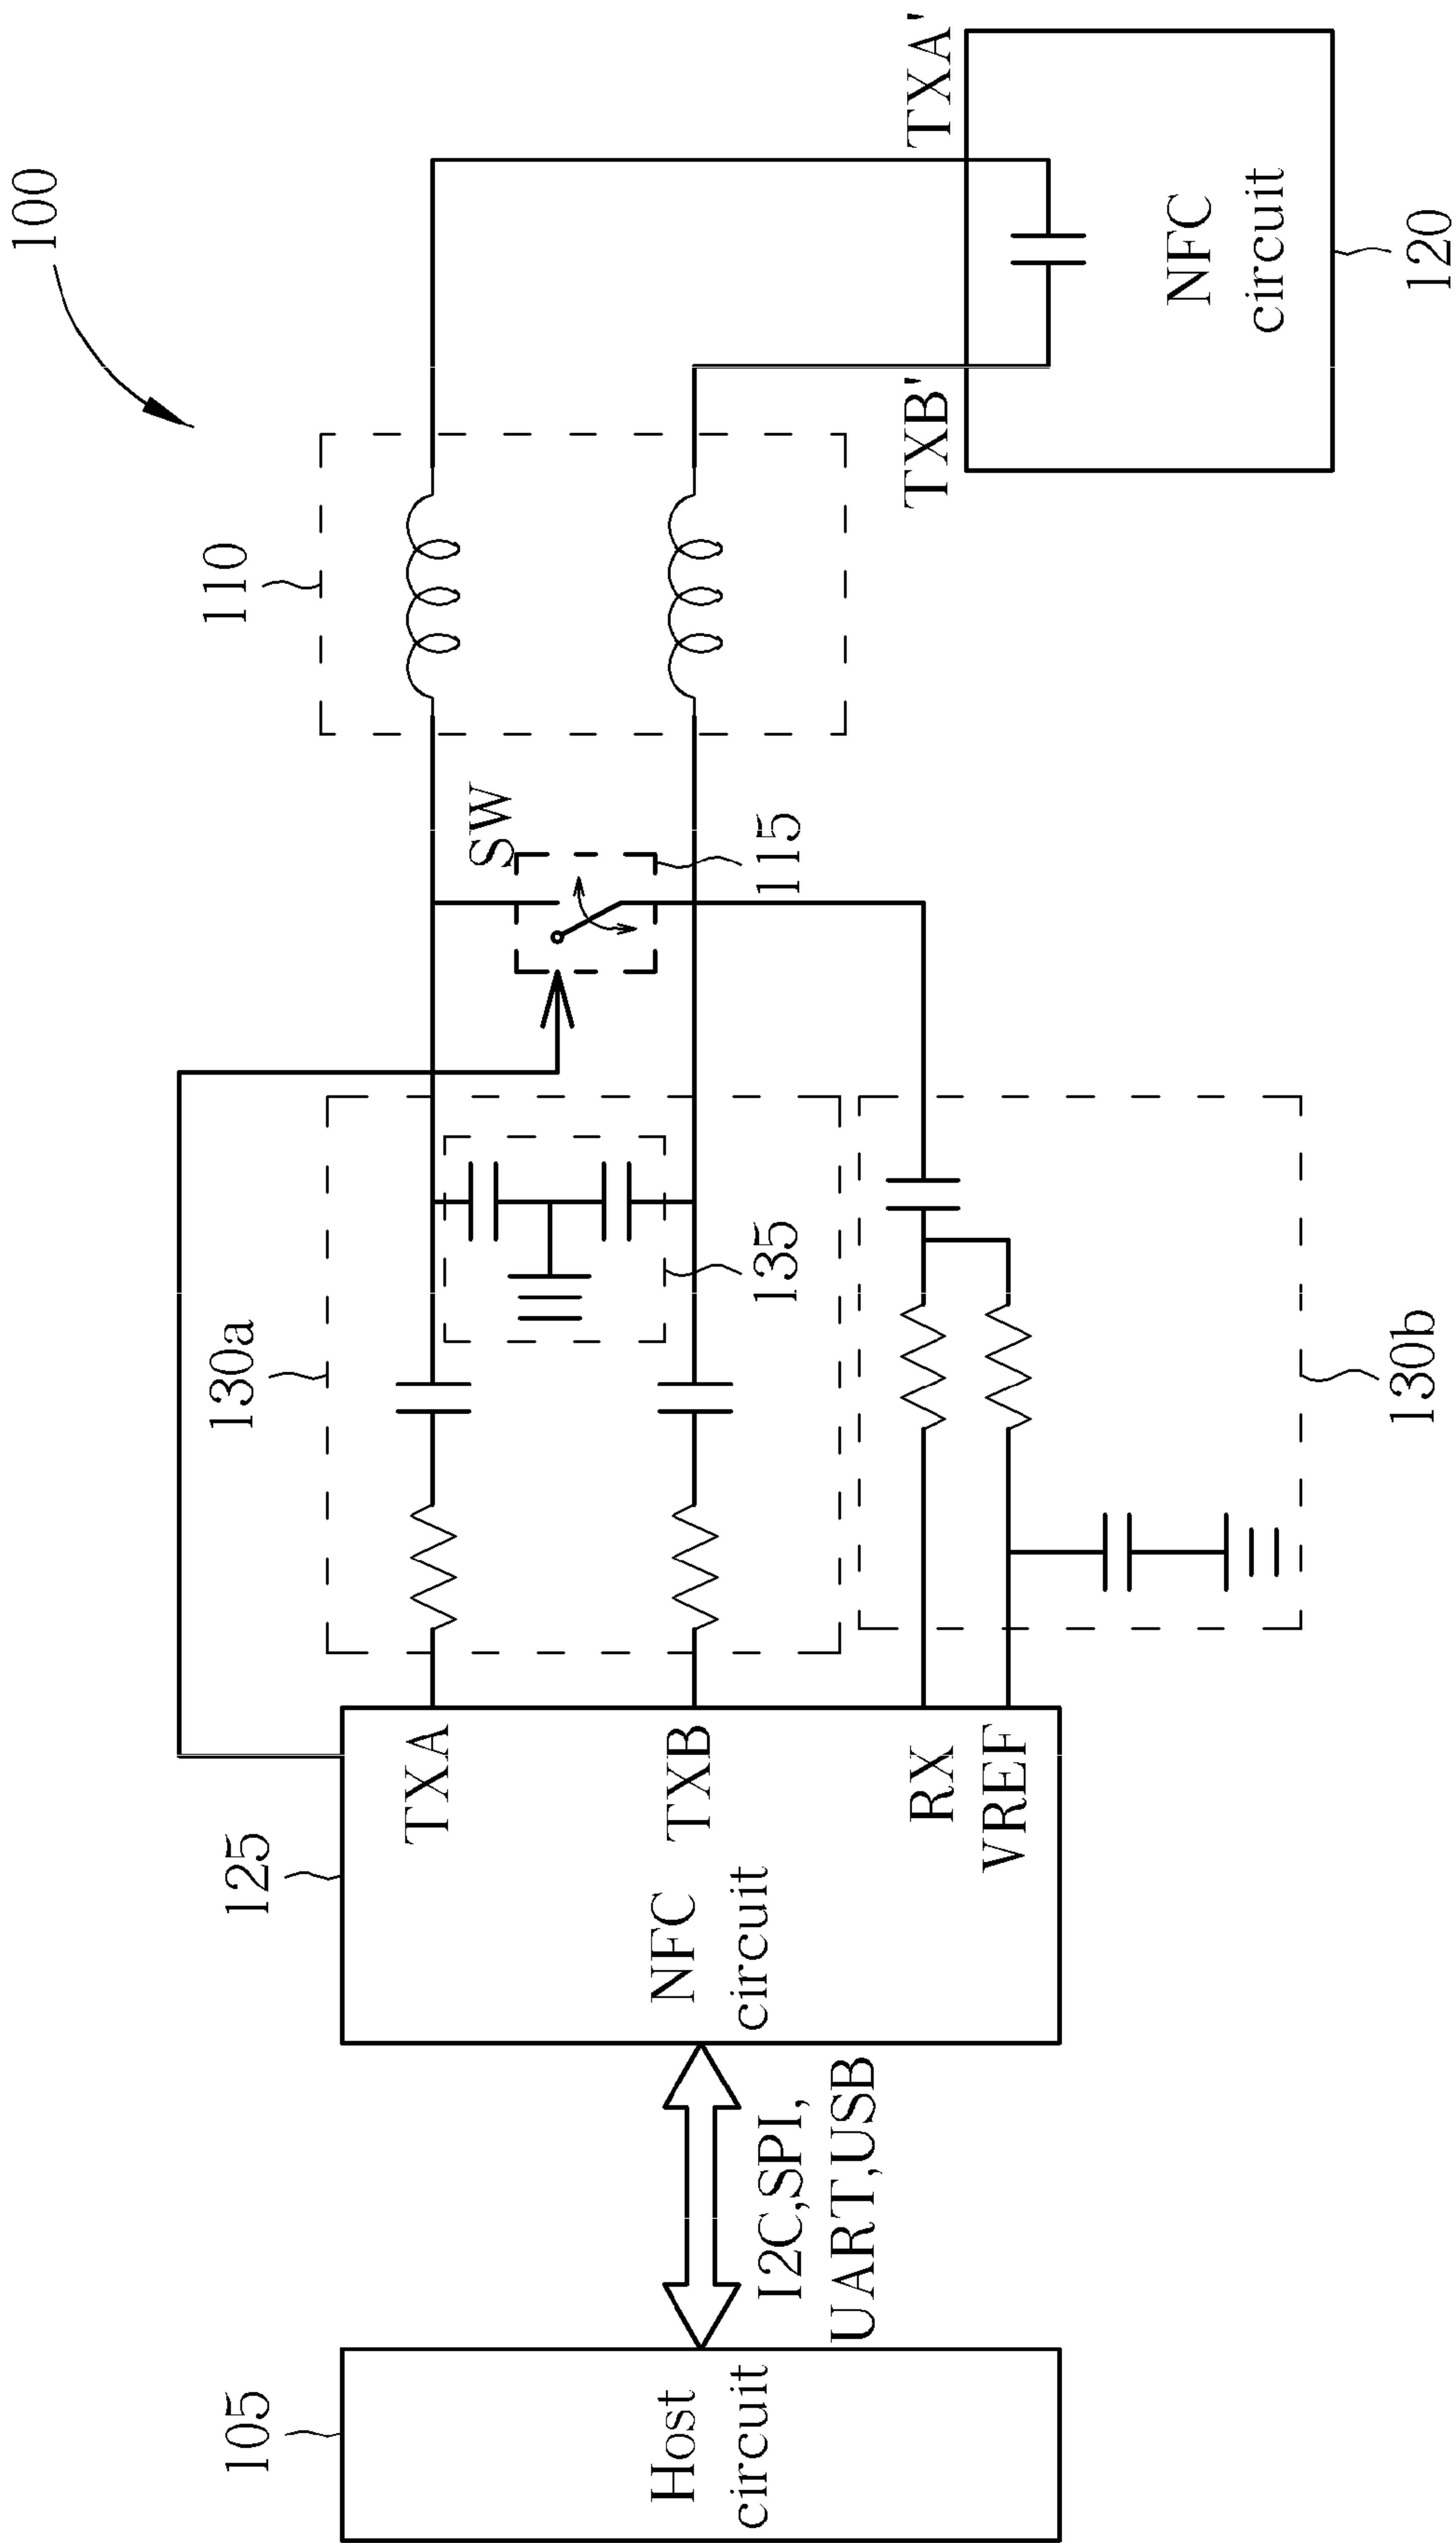 100
105
Host
circuit
I2C,SPI,
UART,USB
125
NFC
circuit
TXA
TXB
RX
VREF
130a
135
130b
SW
115
110
TXB'
TXA'
NFC
circuit
120